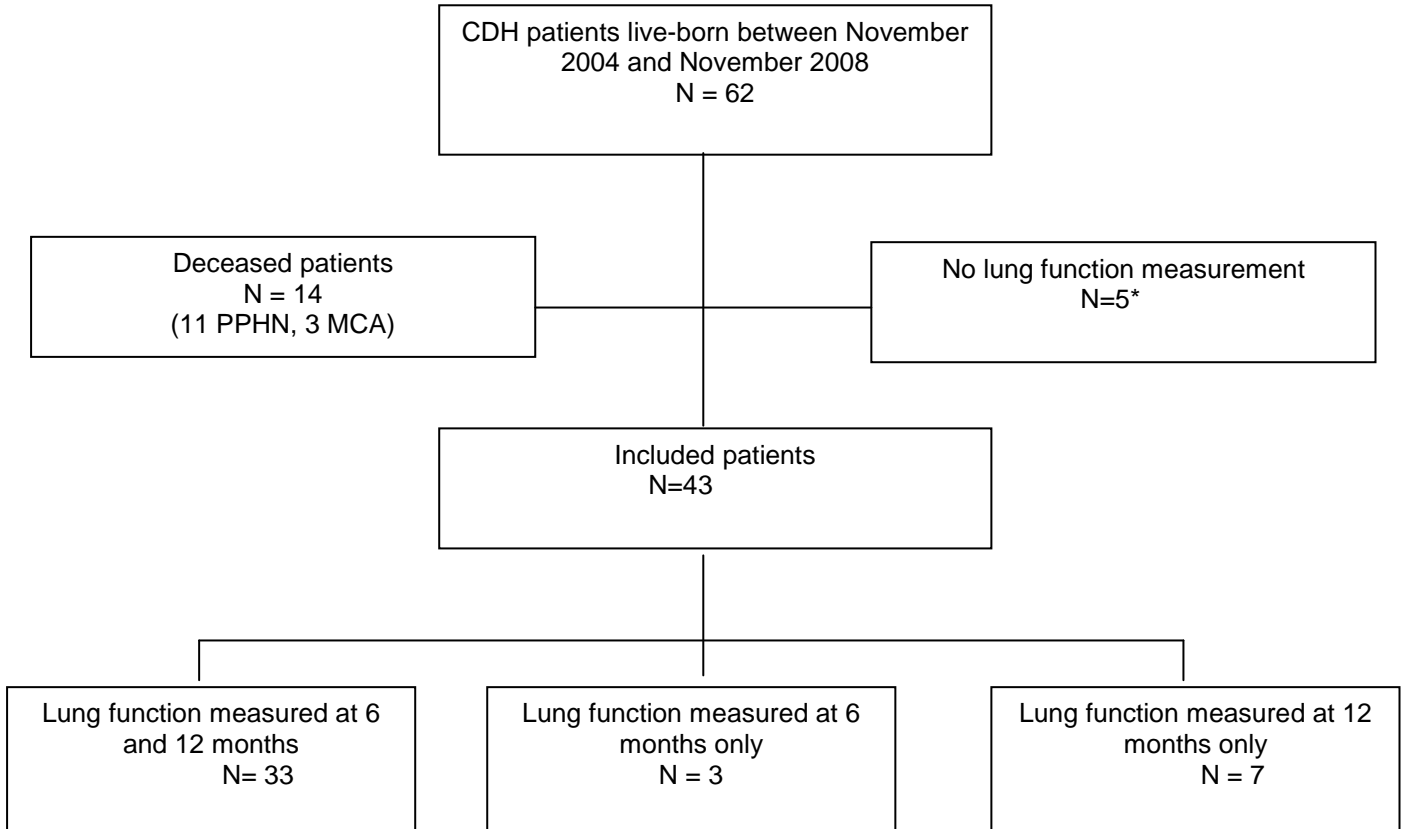 CDH patients live-born between November
2004 and November 2008
N = 62
Deceased patients
N = 14
(11 PPHN, 3 MCA)
No lung function measurement
N=5*
Included patients
N=43
Lung function measured at 6
and 12 months
N= 33
Lung function measured at 6
months only
N = 3
Lung function measured at 12
months only
N = 7